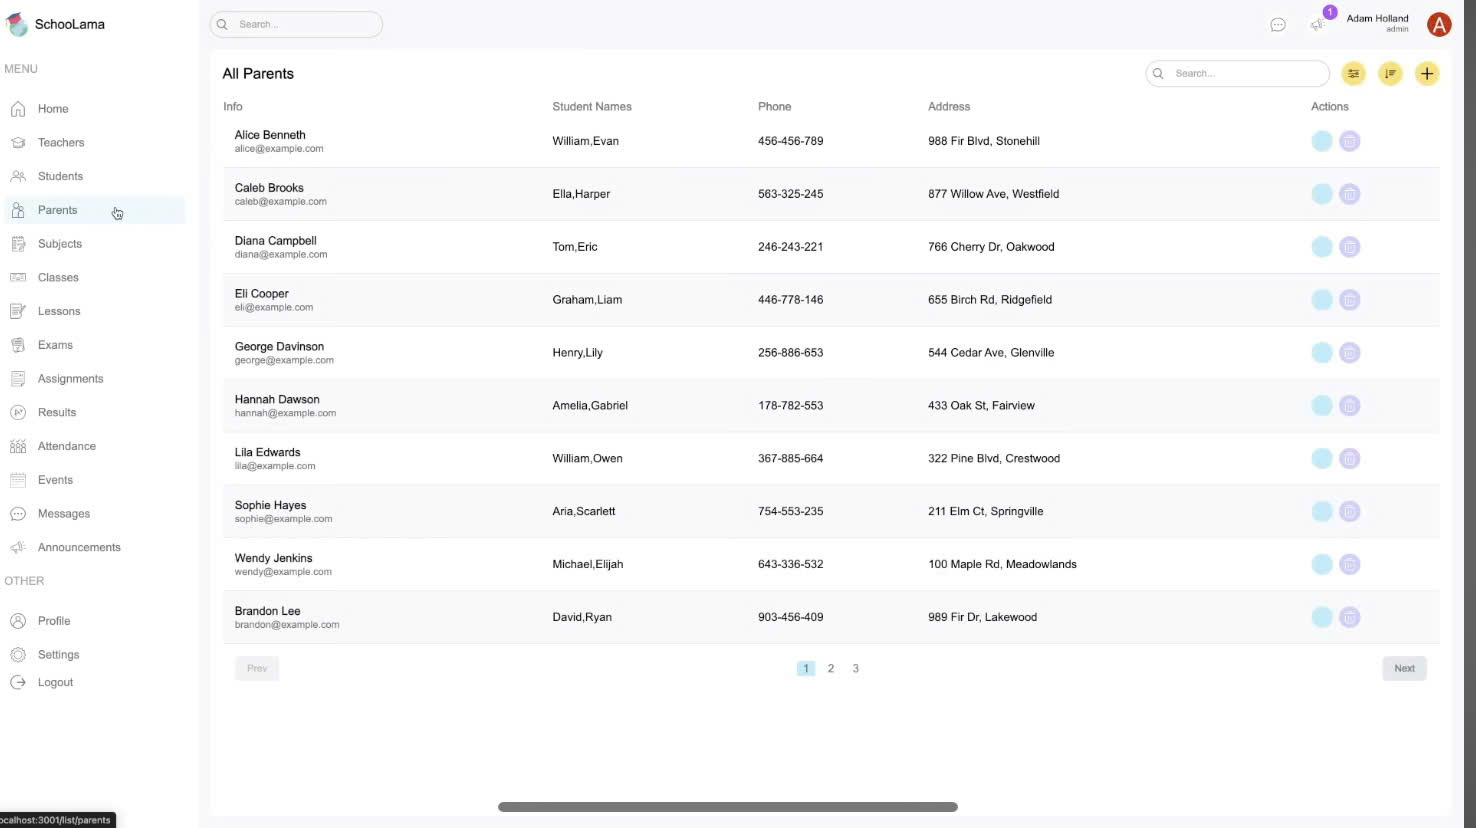 SchooLama
Search...
1
Adam Holland
admin
A
MENU
Home
Teachers
Students
Parents
Subjects
Classes
Lessons
Exams
Assignments
Results
Attendance
Events
Messages
Announcements
OTHER
Profile
Settings
Logout
All Parents
Search...
Info Student Names Phone Address Actions
Alice Benneth
alice@example.com
William,Evan 456-456-789 988 Fir Blvd, Stonehill
Caleb Brooks
caleb@example.com
Ella,Harper 563-325-245 877 Willow Ave, Westfield
Diana Campbell
diana@example.com
Tom,Eric 246-243-221 766 Cherry Dr, Oakwood
Eli Cooper
eli@example.com
Graham,Liam 446-778-146 655 Birch Rd, Ridgefield
George Davinson
george@example.com
Henry,Lily 256-886-653 544 Cedar Ave, Glenville
Hannah Dawson
hannah@example.com
Amelia,Gabriel 178-782-553 433 Oak St, Fairview
Lila Edwards
lila@example.com
William,Owen 367-885-664 322 Pine Blvd, Crestwood
Sophie Hayes
sophie@example.com
Aria,Scarlett 754-553-235 211 Elm Ct, Springville
Wendy Jenkins
wendy@example.com
Michael,Elijah 643-336-532 100 Maple Rd, Meadowlands
Brandon Lee
brandon@example.com
David,Ryan 903-456-409 989 Fir Dr, Lakewood
Prev 1 2 3 Next
ocalhost:3001/list/parents